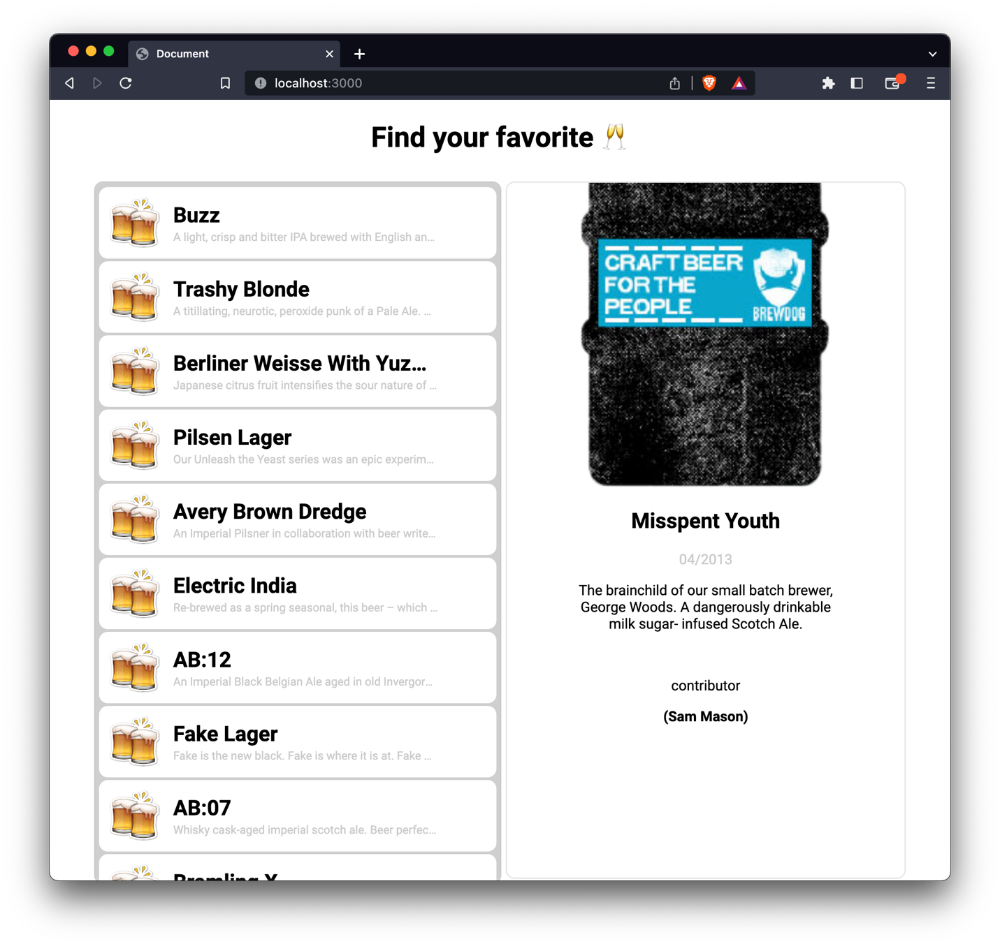 Document
localhost:3000
Find your favorite 🥂
Buzz
A light, crisp and bitter IPA brewed with English an...
Trashy Blonde
A titillating, neurotic, peroxide punk of a Pale Ale. ...
Berliner Weisse With Yuz...
Japanese citrus fruit intensifies the sour nature of ...
Pilsen Lager
Our Unleash the Yeast series was an epic experim...
Avery Brown Dredge
An Imperial Pilsner in collaboration with beer write...
Electric India
Re-brewed as a spring seasonal, this beer – which ...
AB:12
An Imperial Black Belgian Ale aged in old Invergor...
Fake Lager
Fake is the new black. Fake is where it is at. Fake ...
AB:07
Whisky cask-aged imperial scotch ale. Beer perfec...
Bramling X
CRAFT BEER
FOR THE
PEOPLE
BREWDOG
Misspent Youth
04/2013
The brainchild of our small batch brewer,
George Woods. A dangerously drinkable
milk sugar- infused Scotch Ale.
contributor
(Sam Mason)